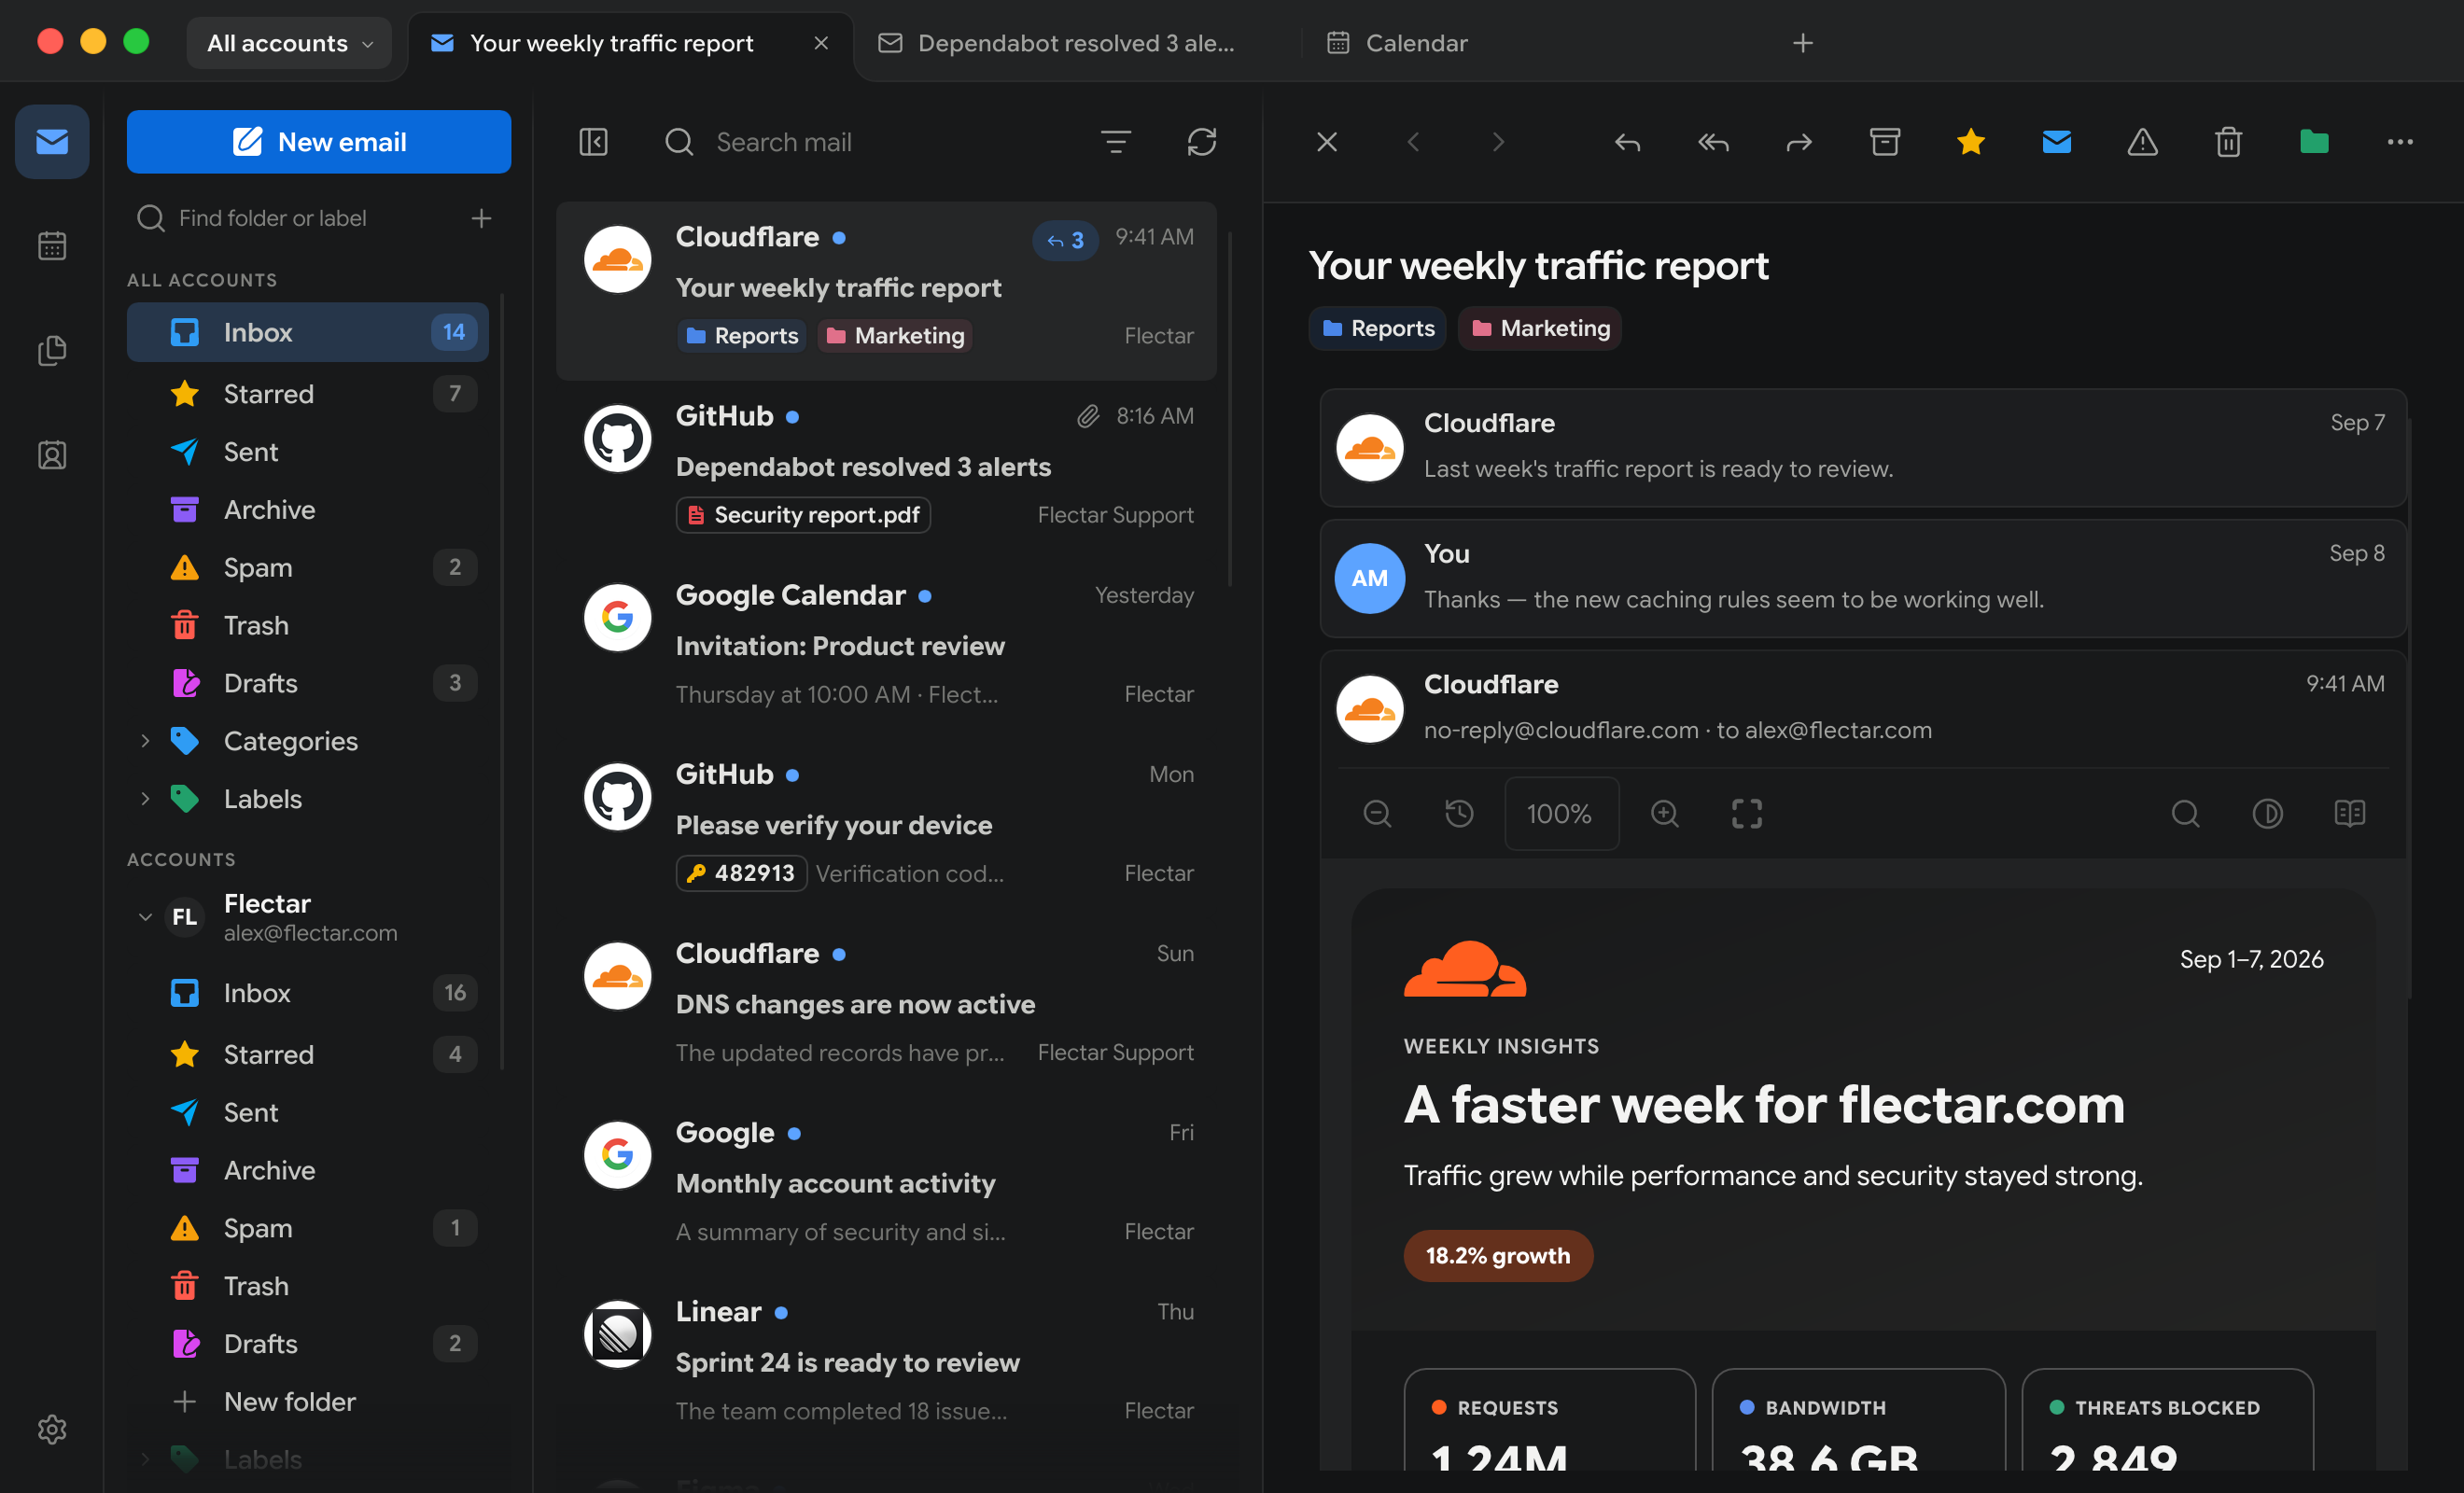 All accounts
Your weekly traffic report
Dependabot resolved 3 ale...
Calendar
New email
Find folder or label
ALL ACCOUNTS
Inbox 14
Starred 7
Sent
Archive
Spam 2
Trash
Drafts 3
Categories
Labels
ACCOUNTS
FL Flectar
alex@flectar.com
Inbox 16
Starred 4
Sent
Archive
Spam 1
Trash
Drafts 2
New folder
Labels
Search mail
Cloudflare 3 9:41 AM
Your weekly traffic report
Reports Marketing Flectar
GitHub 8:16 AM
Dependabot resolved 3 alerts
Security report.pdf Flectar Support
Google Calendar Yesterday
Invitation: Product review
Thursday at 10:00 AM · Flect... Flectar
GitHub Mon
Please verify your device
482913 Verification cod... Flectar
Cloudflare Sun
DNS changes are now active
The updated records have pr... Flectar Support
Google Fri
Monthly account activity
A summary of security and si... Flectar
Linear Thu
Sprint 24 is ready to review
The team completed 18 issue... Flectar
Your weekly traffic report
Reports Marketing
Cloudflare Sep 7
Last week's traffic report is ready to review.
AM You Sep 8
Thanks — the new caching rules seem to be working well.
Cloudflare 9:41 AM
no-reply@cloudflare.com · to alex@flectar.com
100%
Sep 1–7, 2026
WEEKLY INSIGHTS
A faster week for flectar.com
Traffic grew while performance and security stayed strong.
18.2% growth
REQUESTS
1.24M
BANDWIDTH
38.6 GB
THREATS BLOCKED
2,849